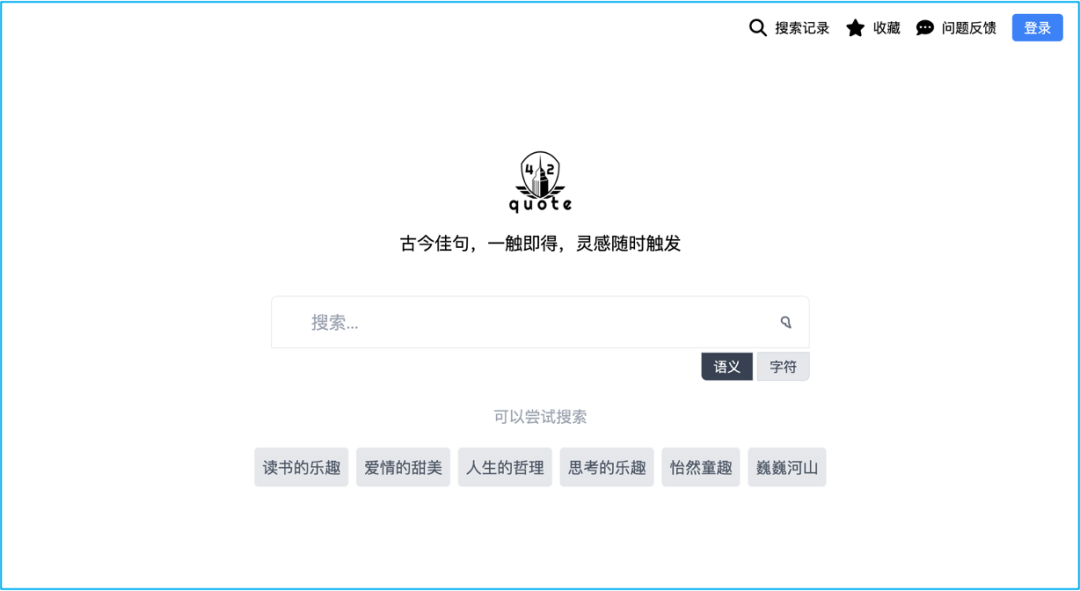 搜索记录 收藏 问题反馈 登录
42
quote
古今佳句，一触即得，灵感随时触发
搜索...
语义 字符
可以尝试搜索
读书的乐趣 爱情的甜美 人生的哲理 思考的乐趣 怡然童趣 巍巍河山